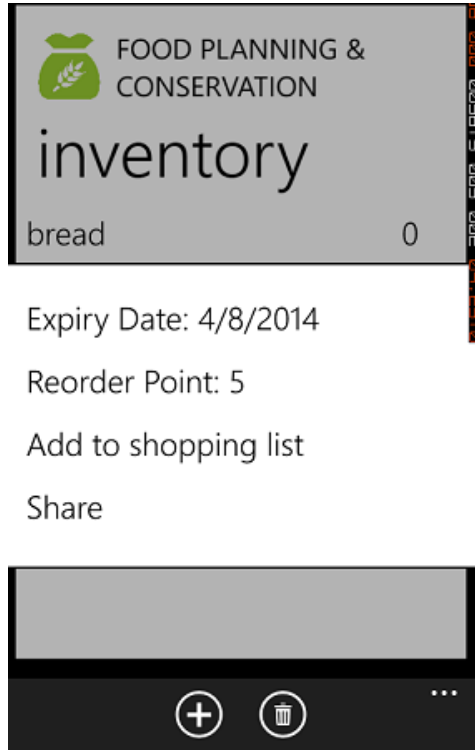 FOOD PLANNING &
CONSERVATION
inventory
bread 0
Expiry Date: 4/8/2014
Reorder Point: 5
Add to shopping list
Share